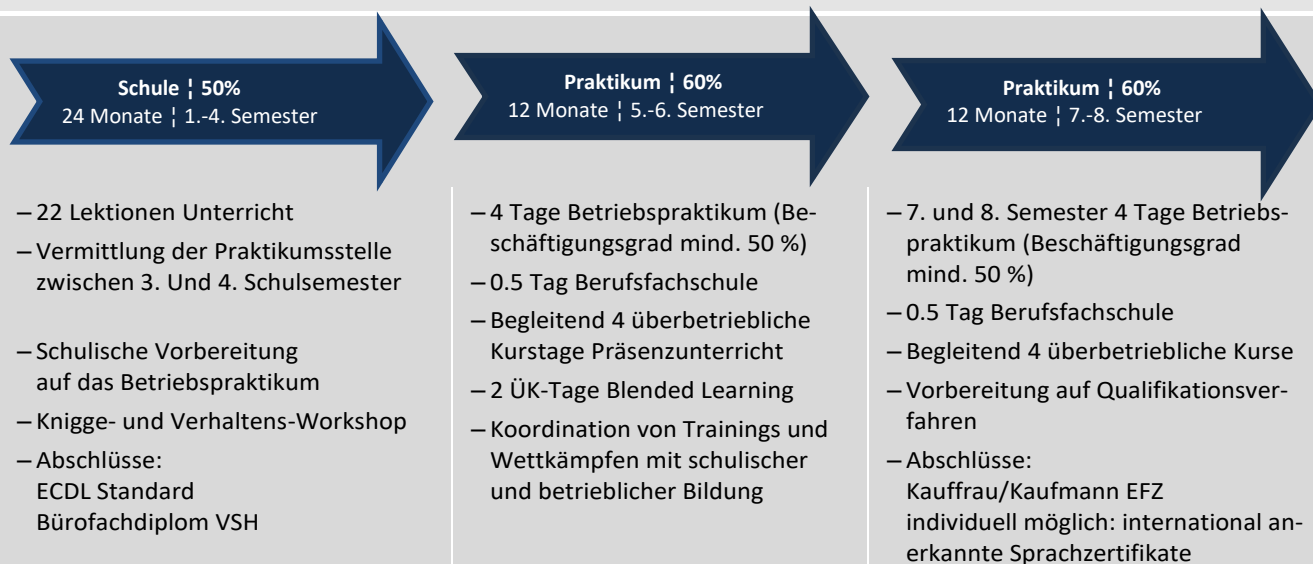 Schule ¦ 50%
24 Monate ¦ 1.-4. Semester
– 22 Lektionen Unterricht
– Vermittlung der Praktikumsstelle
zwischen 3. Und 4. Schulsemester
– Schulische Vorbereitung
auf das Betriebspraktikum
– Knigge- und Verhaltens-Workshop
– Abschlüsse:
ECDL Standard
Bürofachdiplom VSH
Praktikum ¦ 60%
12 Monate ¦ 5.-6. Semester
– 4 Tage Betriebspraktikum (Be-
schäftigungsgrad mind. 50 %)
– 0.5 Tag Berufsfachschule
– Begleitend 4 überbetriebliche
Kurstage Präsenzunterricht
– 2 ÜK-Tage Blended Learning
– Koordination von Trainings und
Wettkämpfen mit schulischer
und betrieblicher Bildung
Praktikum ¦ 60%
12 Monate ¦ 7.-8. Semester
– 7. und 8. Semester 4 Tage Betriebs-
praktikum (Beschäftigungsgrad
mind. 50 %)
– 0.5 Tag Berufsfachschule
– Begleitend 4 überbetriebliche Kurse
– Vorbereitung auf Qualifikationsver-
fahren
– Abschlüsse:
Kauffrau/Kaufmann EFZ
individuell möglich: international an-
erkannte Sprachzertifikate